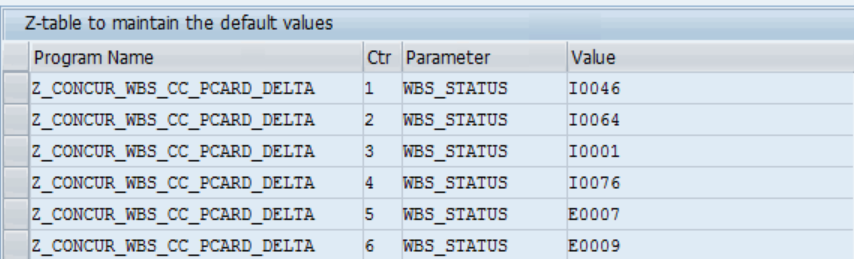 Z-table to maintain the default values
Program Name Ctr Parameter Value
Z_CONCUR_WBS_CC_PCARD_DELTA 1 WBS_STATUS I0046
Z_CONCUR_WBS_CC_PCARD_DELTA 2 WBS_STATUS I0064
Z_CONCUR_WBS_CC_PCARD_DELTA 3 WBS_STATUS I0001
Z_CONCUR_WBS_CC_PCARD_DELTA 4 WBS_STATUS I0076
Z_CONCUR_WBS_CC_PCARD_DELTA 5 WBS_STATUS E0007
Z_CONCUR_WBS_CC_PCARD_DELTA 6 WBS_STATUS E0009